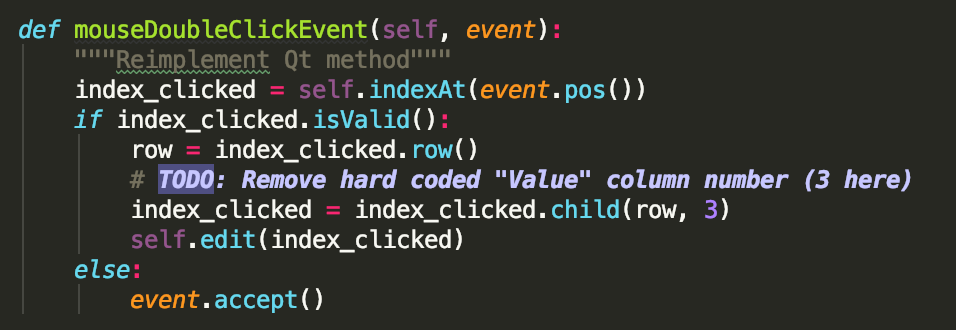 def mouseDoubleClickEvent(self, event):
    """Reimplement Qt method"""
    index_clicked = self.indexAt(event.pos())
    if index_clicked.isValid():
        row = index_clicked.row()
        # TODO: Remove hard coded "Value" column number (3 here)
        index_clicked = index_clicked.child(row, 3)
        self.edit(index_clicked)
    else:
        event.accept()